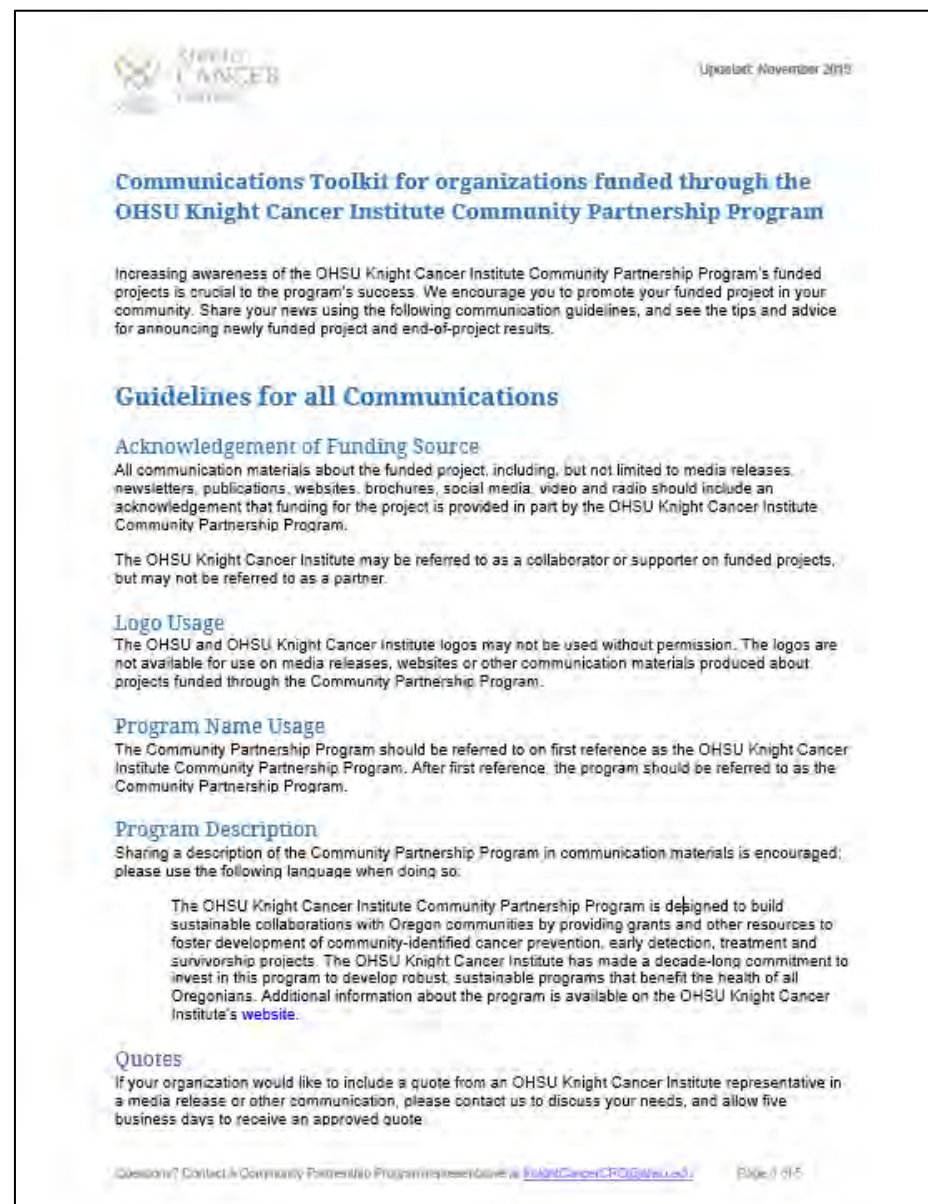 CANCER
Updated: November 2015
Communications Toolkit for organizations funded through the
OHSU Knight Cancer Institute Community Partnership Program
Increasing awareness of the OHSU Knight Cancer Institute Community Partnership Program's funded
projects is crucial to the program's success. We encourage you to promote your funded project in your
community. Share your news using the following communication guidelines, and see the tips and advice
for announcing newly funded project and end-of-project results.
Guidelines for all Communications
Acknowledgement of Funding Source
All communication materials about the funded project, including, but not limited to media releases,
newsletters, publications, websites, brochures, social media, video and radio should include an
acknowledgement that funding for the project is provided in part by the OHSU Knight Cancer Institute
Community Partnership Program.
The OHSU Knight Cancer Institute may be referred to as a collaborator or supporter on funded projects,
but may not be referred to as a partner.
Logo Usage
The OHSU and OHSU Knight Cancer Institute logos may not be used without permission. The logos are
not available for use on media releases, websites or other communication materials produced about
projects funded through the Community Partnership Program.
Program Name Usage
The Community Partnership Program should be referred to on first reference as the OHSU Knight Cancer
Institute Community Partnership Program. After first reference, the program should be referred to as the
Community Partnership Program.
Program Description
Sharing a description of the Community Partnership Program in communication materials is encouraged;
please use the following language when doing so:
The OHSU Knight Cancer Institute Community Partnership Program is designed to build
sustainable collaborations with Oregon communities by providing grants and other resources to
foster development of community-identified cancer prevention, early detection, treatment and
survivorship projects. The OHSU Knight Cancer Institute has made a decade-long commitment to
invest in this program to develop robust, sustainable programs that benefit the health of all
Oregonians. Additional information about the program is available on the OHSU Knight Cancer
Institute's website.
Quotes
If your organization would like to include a quote from an OHSU Knight Cancer Institute representative in
a media release or other communication, please contact us to discuss your needs, and allow five
business days to receive an approved quote.
Questions? Contact a Community Partnership Program representative at KnightCancerCPP@ohsu.edu Page of 5